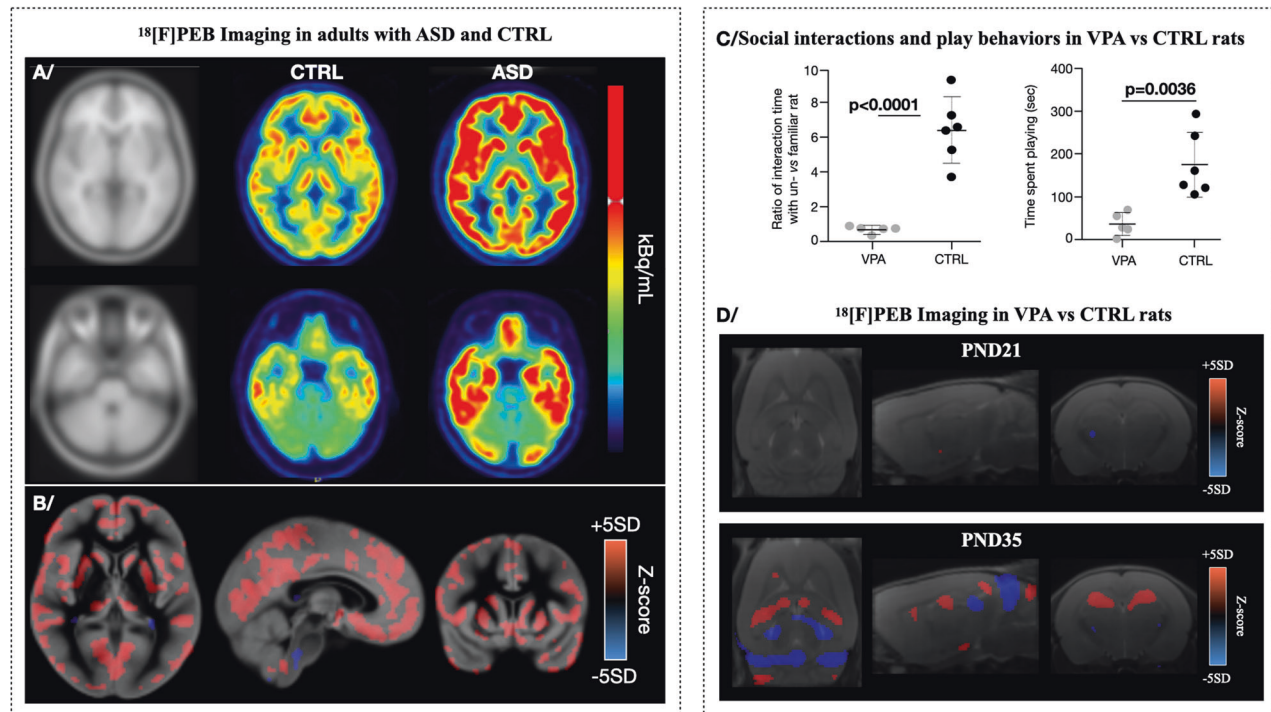 18[F]PEB Imaging in adults with ASD and CTRL
A/
CTRL
ASD
kBq/mL
B/
+5SD
Z-score
-5SD
C/Social interactions and play behaviors in VPA vs CTRL rats
Ratio of interaction time
with un- vs familiar rat
10
8
6
4
2
0
p<0.0001
VPA
CTRL
Time spent playing (sec)
400
300
200
100
0
p=0.0036
VPA
CTRL
D/
18[F]PEB Imaging in VPA vs CTRL rats
PND21
+5SD
Z-score
-5SD
PND35
+5SD
Z-score
-5SD